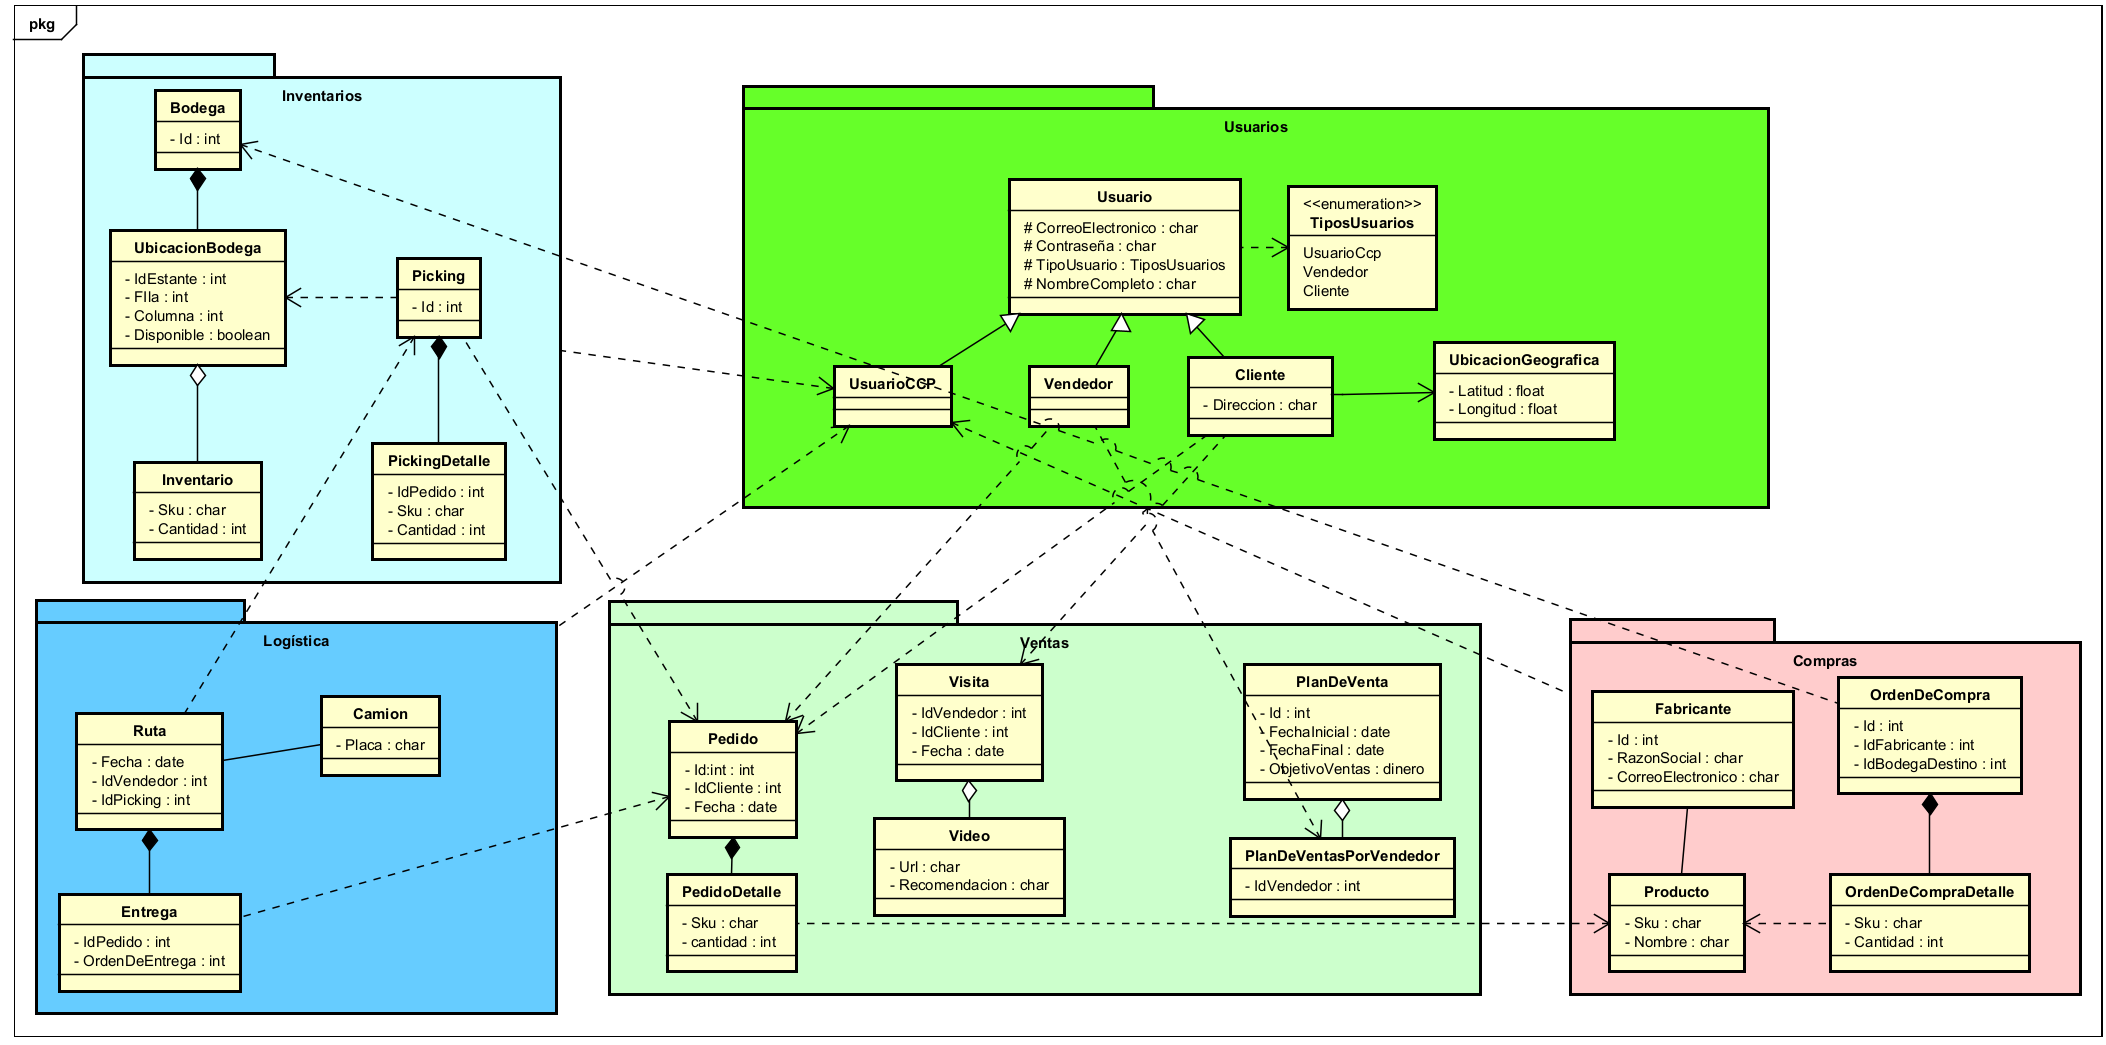 pkg
Inventarios
Bodega
- Id : int
UbicacionBodega
- IdEstante : int
- FIla : int
- Columna : int
- Disponible : boolean
Picking
- Id : int
Inventario
- Sku : char
- Cantidad : int
PickingDetalle
- IdPedido : int
- Sku : char
- Cantidad : int
Usuarios
Usuario
# CorreoElectronico : char
# Contraseña : char
# TipoUsuario : TiposUsuarios
# NombreCompleto : char
<<enumeration>>
TiposUsuarios
UsuarioCcp
Vendedor
Cliente
UsuarioCCP
Vendedor
Cliente
- Direccion : char
UbicacionGeografica
- Latitud : float
- Longitud : float
Logística
Ruta
- Fecha : date
- IdVendedor : int
- IdPicking : int
Camion
- Placa : char
Entrega
- IdPedido : int
- OrdenDeEntrega : int
Ventas
Pedido
- Id:int : int
- IdCliente : int
- Fecha : date
PedidoDetalle
- Sku : char
- cantidad : int
Visita
- IdVendedor : int
- IdCliente : int
- Fecha : date
Video
- Url : char
- Recomendacion : char
PlanDeVenta
- Id : int
- FechaInicial : date
- FechaFinal : date
- ObjetivoVentas : dinero
PlanDeVentasPorVendedor
- IdVendedor : int
Compras
Fabricante
- Id : int
- RazonSocial : char
- CorreoElectronico : char
OrdenDeCompra
- Id : int
- IdFabricante : int
- IdBodegaDestino : int
Producto
- Sku : char
- Nombre : char
OrdenDeCompraDetalle
- Sku : char
- Cantidad : int